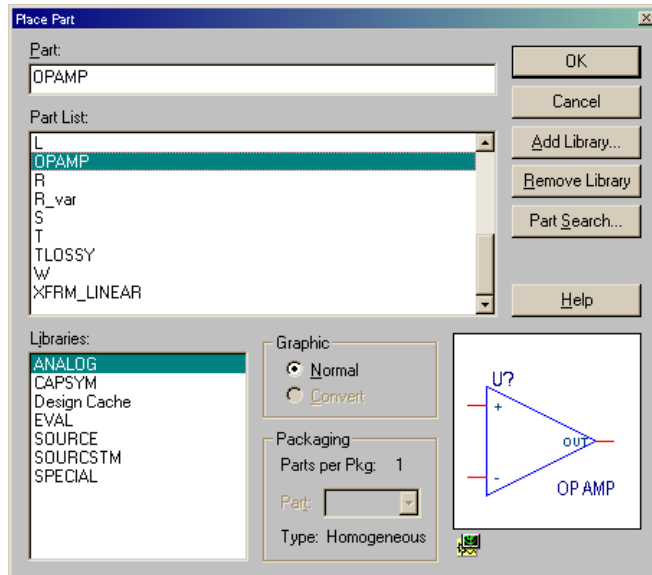 Place Part
Part:
OPAMP
OK
Cancel
Part List:
L
OPAMP
R
R_var
S
T
TLOSSY
W
XFRM_LINEAR
Add Library...
Remove Library
Part Search...
Help
Libraries:
ANALOG
CAPSYM
Design Cache
EVAL
SOURCE
SOURCSTM
SPECIAL
Graphic
Normal
Convert
Packaging
Parts per Pkg: 1
Part:
Type: Homogeneous
U?
+
OUT
-
OPAMP